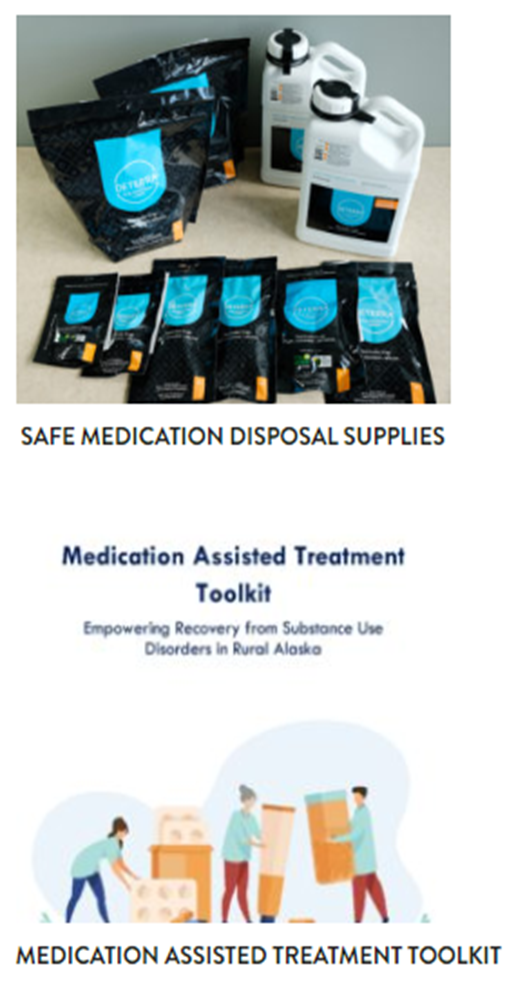 DETERRA
SAFE MEDICATION DISPOSAL SUPPLIES
Medication Assisted Treatment
Toolkit
Empowering Recovery from Substance Use
Disorders in Rural Alaska
MEDICATION ASSISTED TREATMENT TOOLKIT